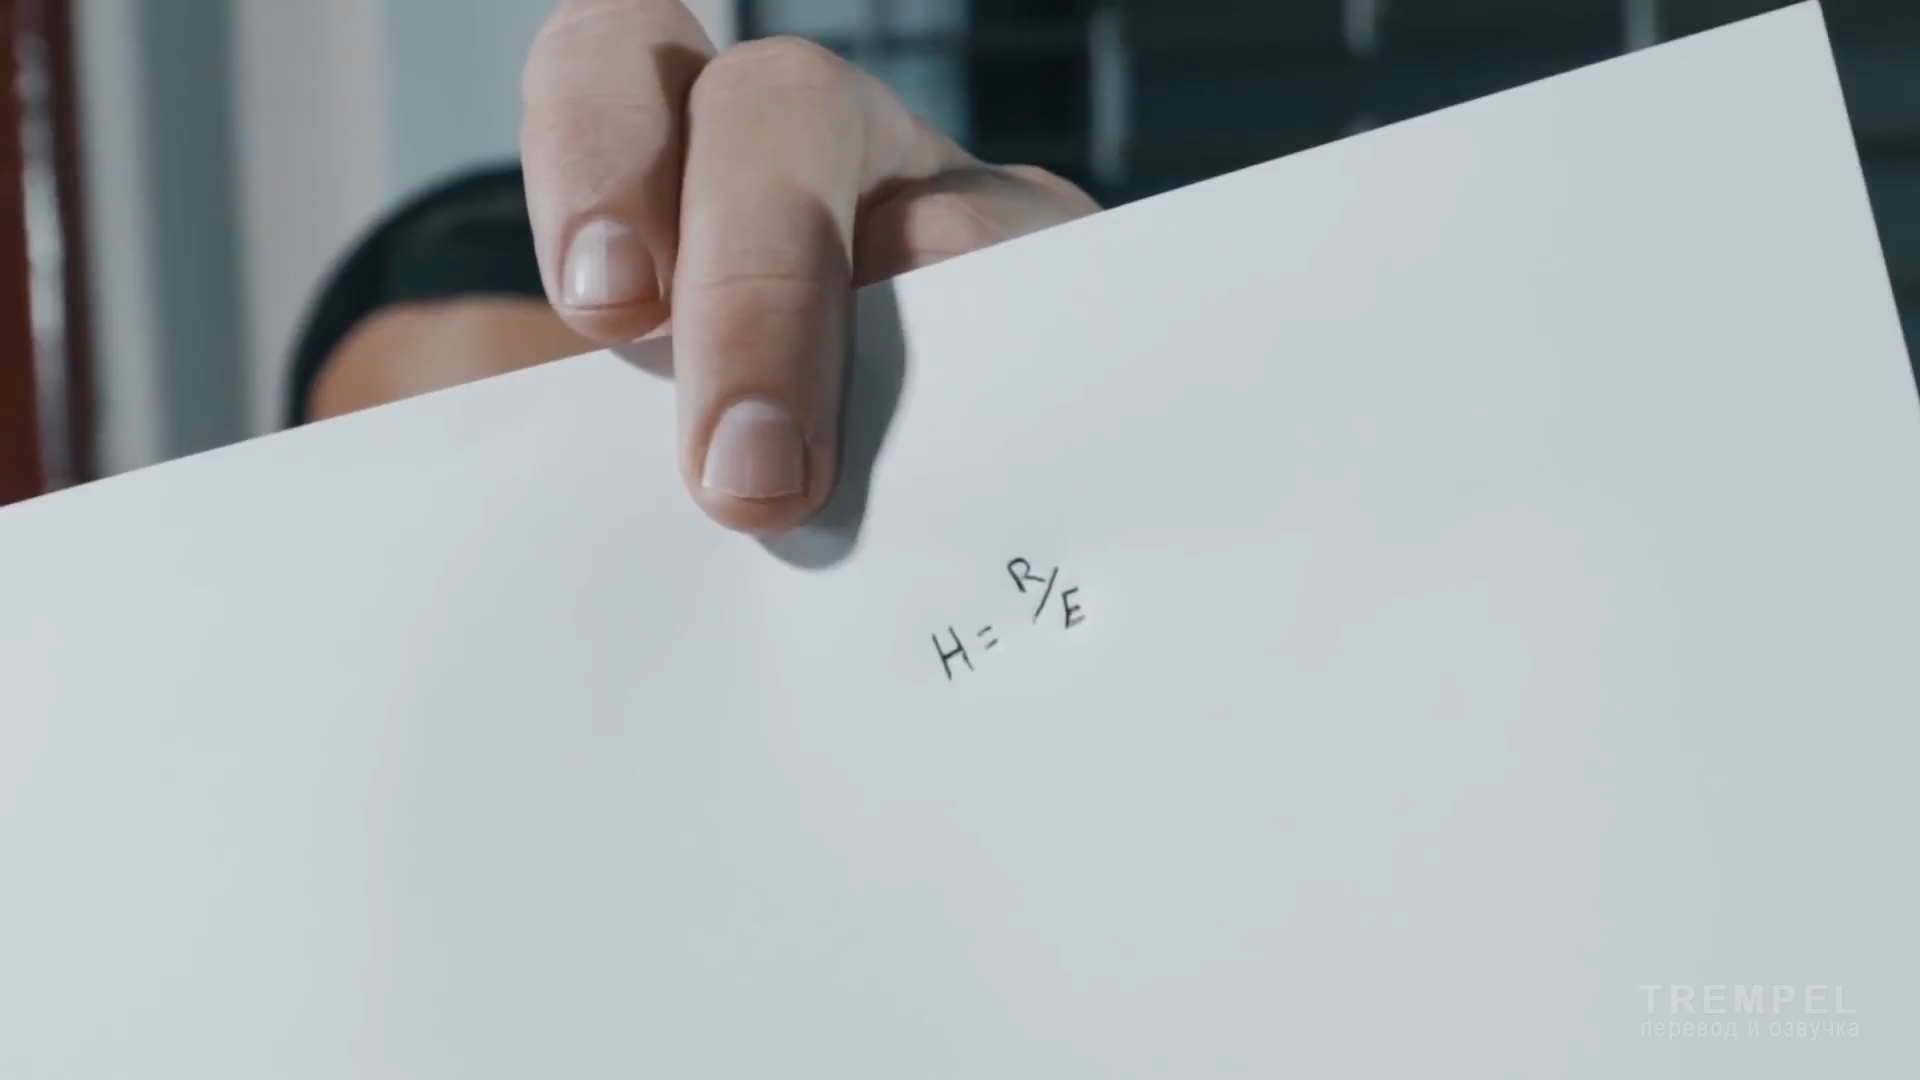 H = R/E
TREMPEL
перевод и озвучка